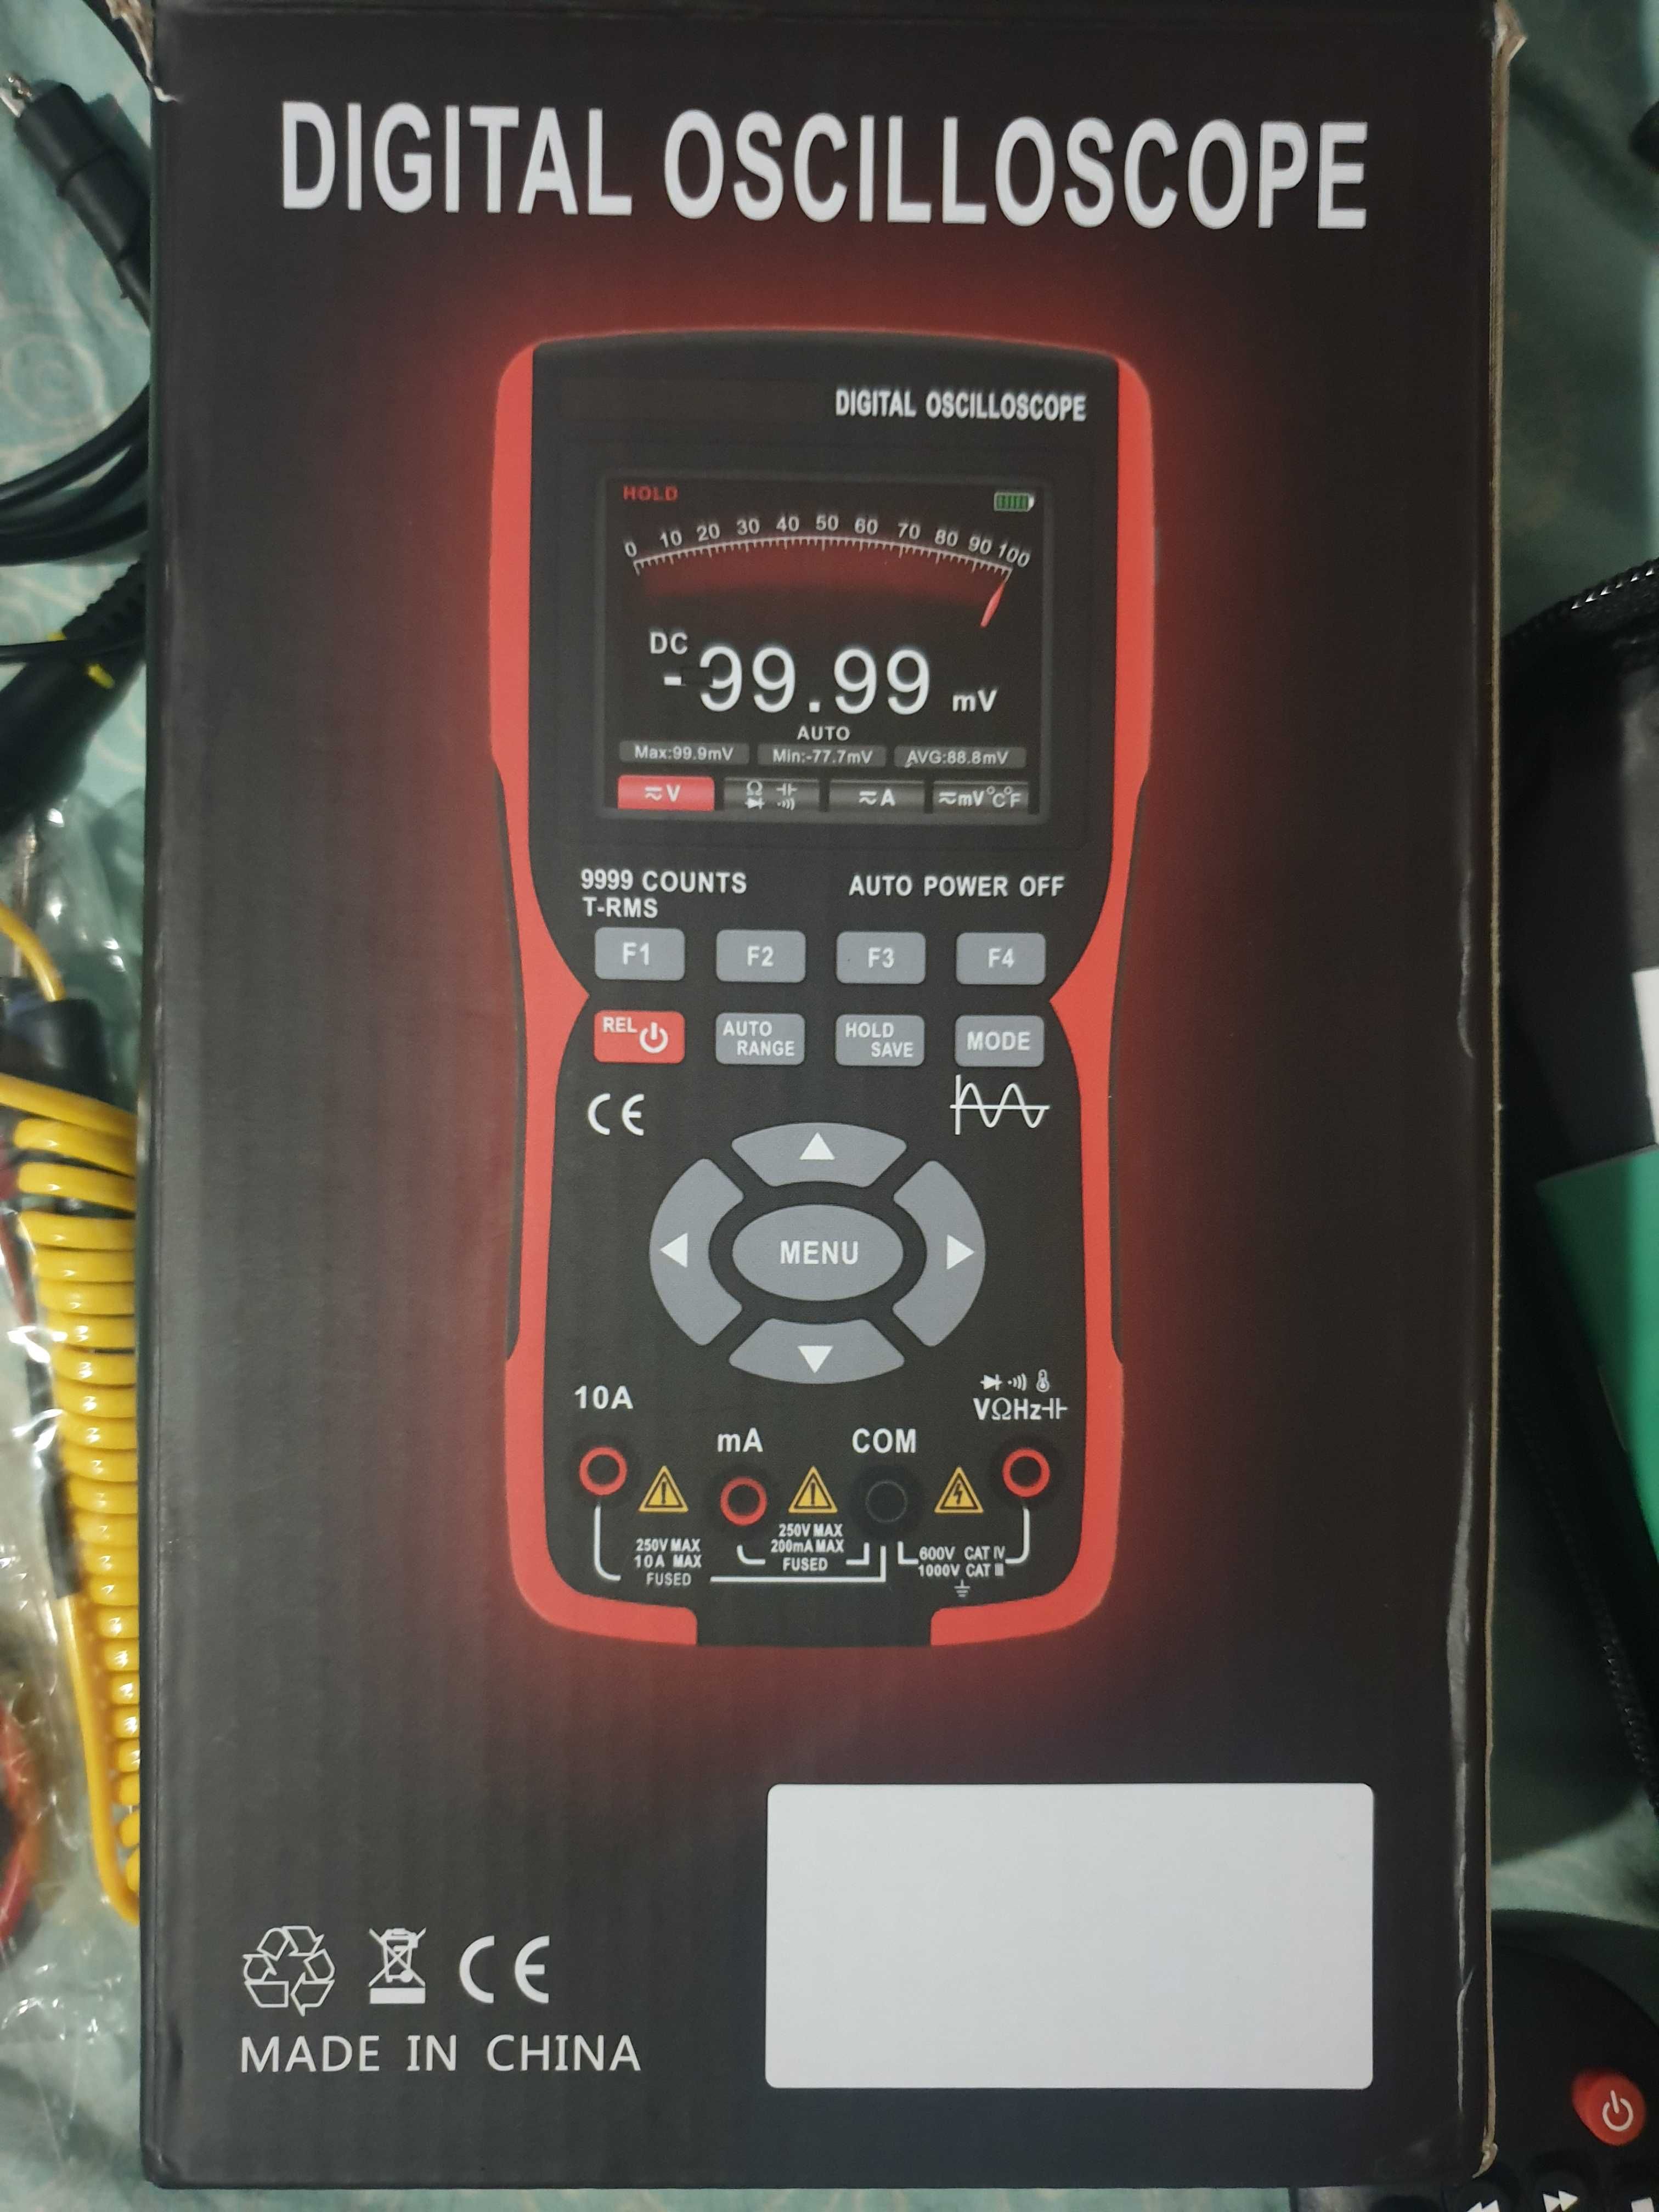 DIGITAL OSCILLOSCOPE
DIGITAL OSCILLOSCOPE
HOLD
0 10 20 30 40 50 60 70 80 90 100
DC
-99.99 mV
AUTO
Max:99.9mV Min:-77.7mV AVG:88.8mV
≂V Ω ≂A ≂mV°C°F
9999 COUNTS AUTO POWER OFF
T-RMS
F1 F2 F3 F4
REL AUTO RANGE HOLD SAVE MODE
CE
MENU
10A
VΩHz
mA COM
250V MAX
10A MAX
FUSED
250V MAX
200mA MAX
FUSED
600V CAT IV
1000V CAT III
CE
MADE IN CHINA